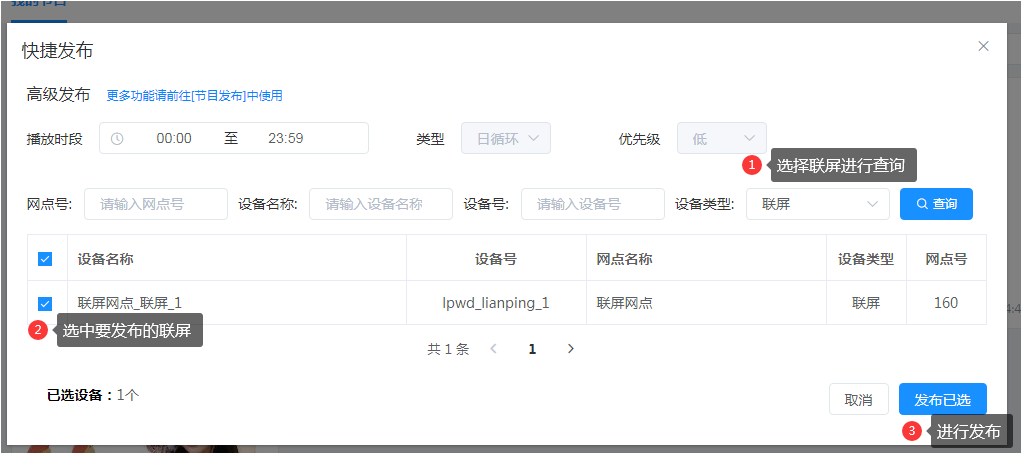 我的节目
快捷发布
高级发布 更多功能请前往[节目发布]中使用
播放时段 00:00 至 23:59 类型 日循环 优先级 低
1 选择联屏进行查询
网点号: 请输入网点号 设备名称: 请输入设备名称 设备号: 请输入设备号 设备类型: 联屏 查询
设备名称 设备号 网点名称 设备类型 网点号
联屏网点_联屏_1 lpwd_lianping_1 联屏网点 联屏 160
2 选中要发布的联屏
共 1 条 1
已选设备：1个 取消 发布已选
3 进行发布